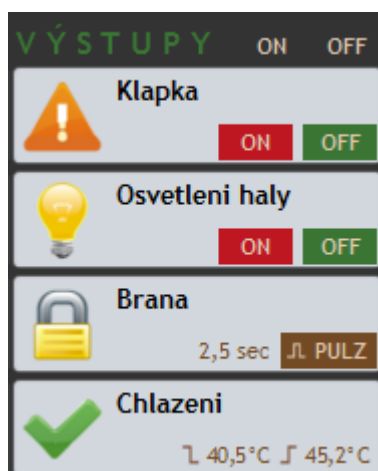 VÝSTUPY ON OFF
Klapka
ON OFF
Osvetleni haly
ON OFF
Brana
2,5 sec PULZ
Chlazeni
40,5°C 45,2°C